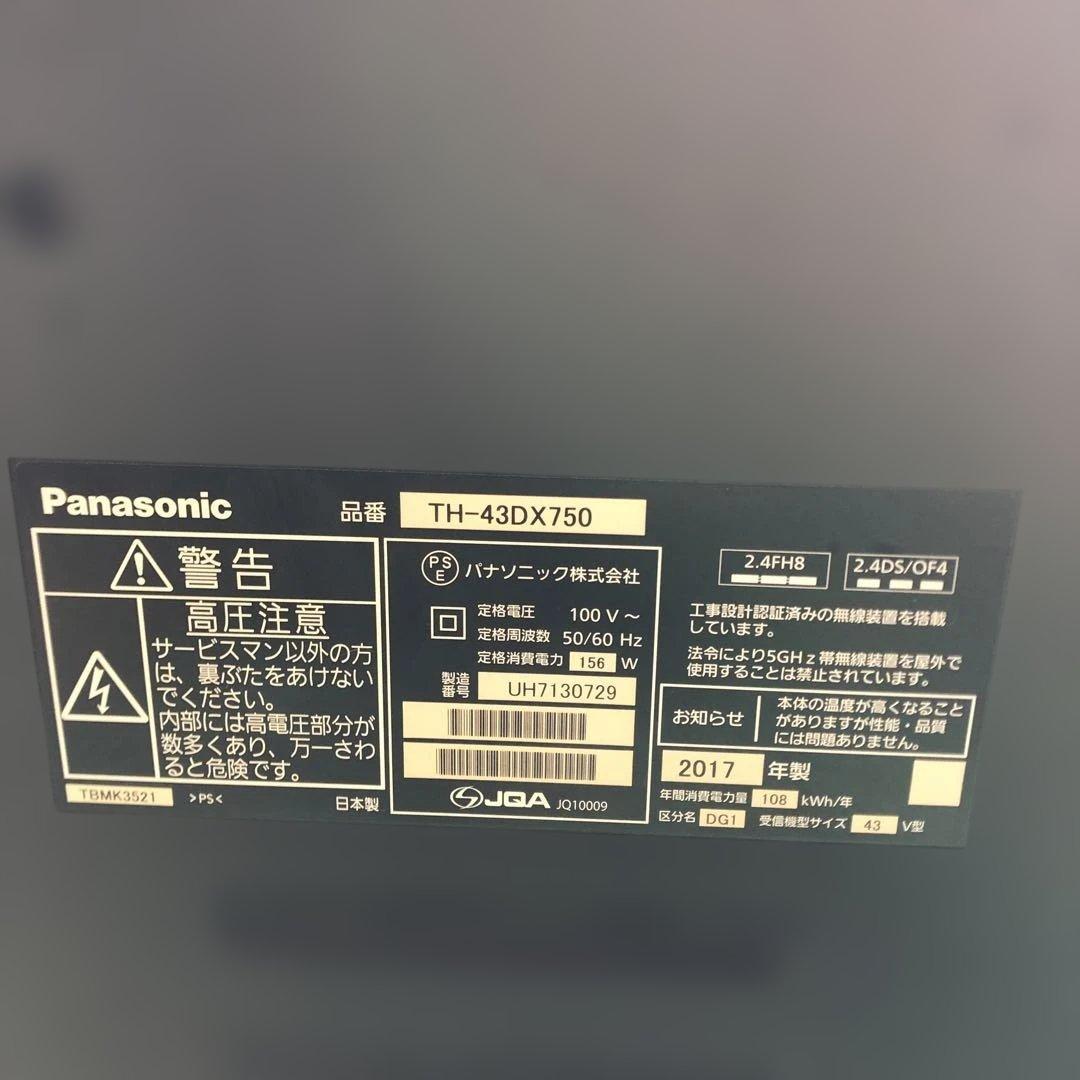 Panasonic
品番 TH-43DX750
警告
高圧注意
サービスマン以外の方
は、裏ぶたをあけない
でください。
内部には高電圧部分が
数多くあり、万一さわ
ると危険です。
TBMK3521 >PS< 日本製
PS
E
パナソニック株式会社
定格電圧 100 V ～
定格周波数 50/60 Hz
定格消費電力 156 W
製造
番号
UH7130729
JQA JQ10009
2.4FH8 2.4DS/OF4
工事設計認証済みの無線装置を搭載
しています。
法令により5GHz帯無線装置を屋外で
使用することは禁止されています。
お知らせ
本体の温度が高くなること
がありますが性能・品質
には問題ありません。
2017 年製
年間消費電力量 108 kWh/年
区分名 DG1 受信機型サイズ 43 V型